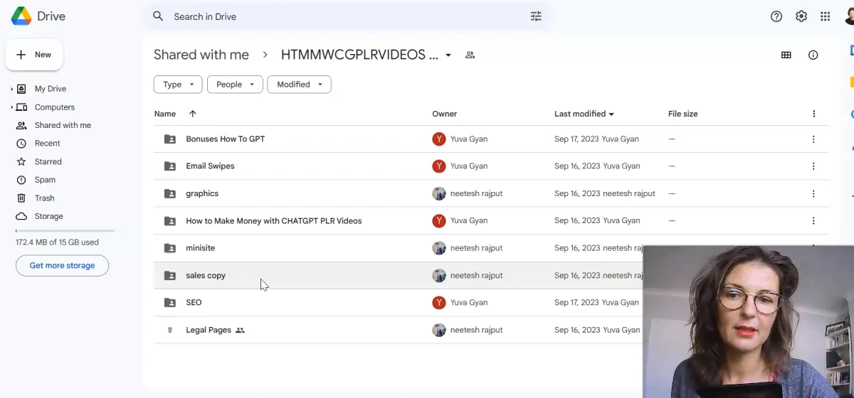 Drive
Search in Drive
New
My Drive
Computers
Shared with me
Recent
Starred
Spam
Trash
Storage
172.4 MB of 15 GB used
Get more storage
Shared with me > HTMMWCGPLRVIDEOS ...
Type People Modified
Name Owner Last modified File size
Bonuses How To GPT Y Yuva Gyan Sep 17, 2023 Yuva Gyan —
Email Swipes Y Yuva Gyan Sep 16, 2023 Yuva Gyan —
graphics neetesh rajput Sep 16, 2023 neetesh rajput —
How to Make Money with CHATGPT PLR Videos Y Yuva Gyan Sep 16, 2023 Yuva Gyan —
minisite neetesh rajput Sep 16, 2023 neetesh
sales copy neetesh rajput Sep 16, 2023 neetesh
SEO Y Yuva Gyan Sep 17, 2023 Yuva Gyan
Legal Pages neetesh rajput Sep 16, 2023 neetesh